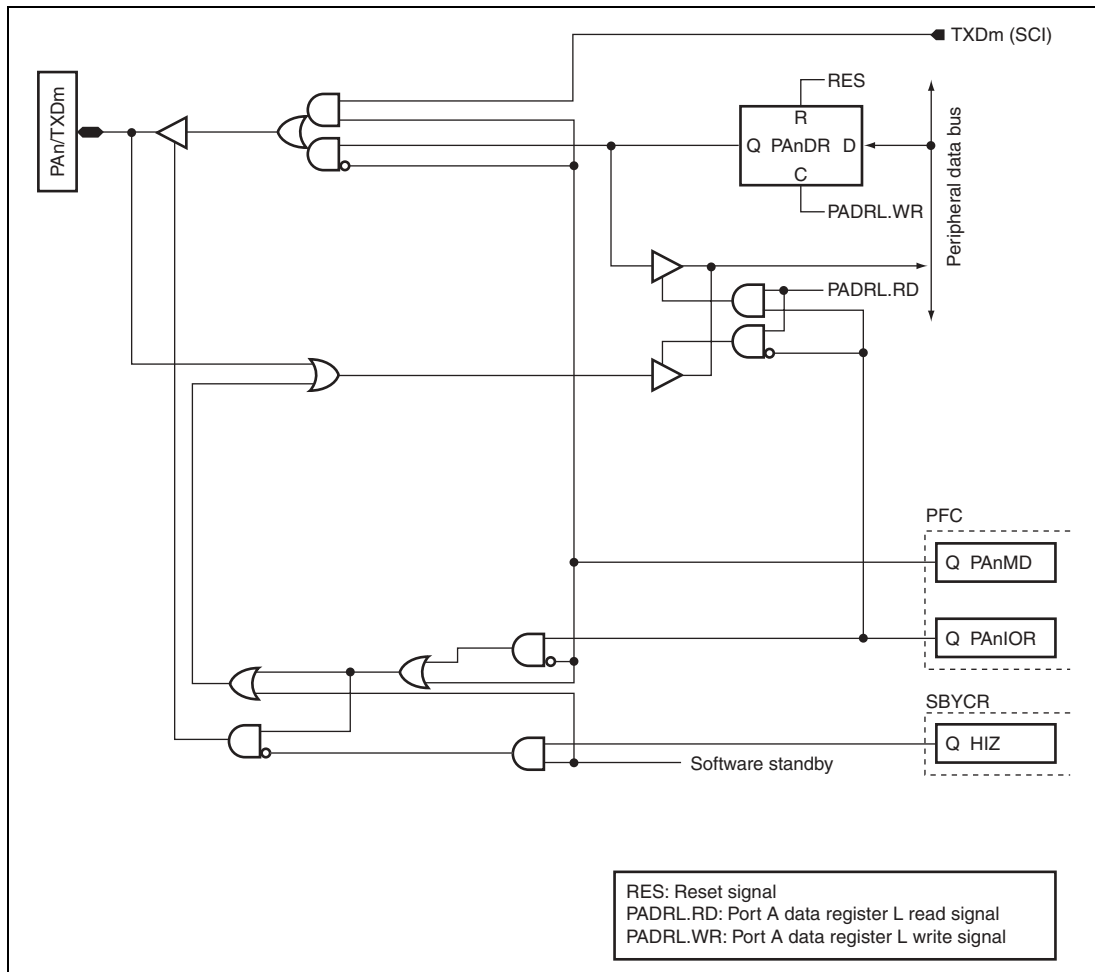 TXDm (SCI)
PAn/TXDm
RES
R
Q PAnDR D
C
PADRL.WR
Peripheral data bus
PADRL.RD
PFC
Q PAnMD
Q PAnIOR
SBYCR
Q HIZ
Software standby
RES: Reset signal
PADRL.RD: Port A data register L read signal
PADRL.WR: Port A data register L write signal